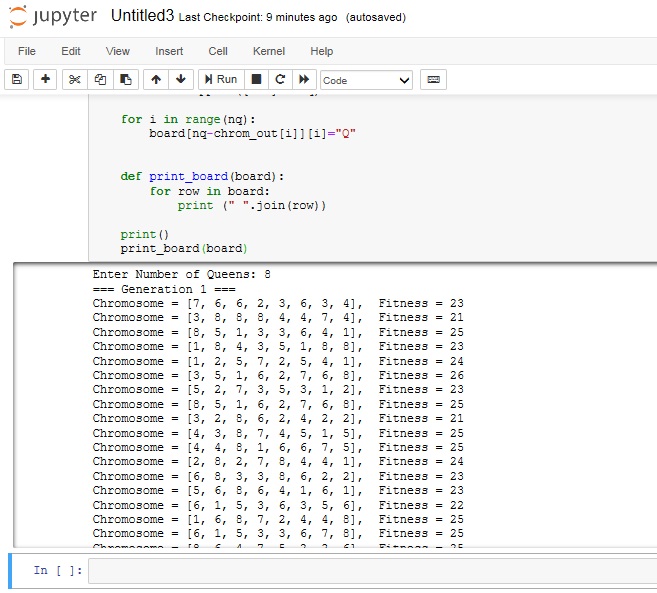 jupyter Untitled3 Last Checkpoint: 9 minutes ago (autosaved)
File Edit View Insert Cell Kernel Help
Run Code
for i in range(nq):
board[nq-chrom_out[i]][i]="Q"
def print_board(board):
for row in board:
print (" ".join(row))
print()
print_board(board)
Enter Number of Queens: 8
=== Generation 1 ===
Chromosome = [7, 6, 6, 2, 3, 6, 3, 4], Fitness = 23
Chromosome = [3, 8, 8, 8, 4, 4, 7, 4], Fitness = 21
Chromosome = [8, 5, 1, 3, 3, 6, 4, 1], Fitness = 25
Chromosome = [1, 8, 4, 3, 5, 1, 8, 8], Fitness = 23
Chromosome = [1, 2, 5, 7, 2, 5, 4, 1], Fitness = 24
Chromosome = [3, 5, 1, 6, 2, 7, 6, 8], Fitness = 26
Chromosome = [5, 2, 7, 3, 5, 3, 1, 2], Fitness = 23
Chromosome = [8, 5, 1, 6, 2, 7, 6, 8], Fitness = 25
Chromosome = [3, 2, 8, 6, 2, 4, 2, 2], Fitness = 21
Chromosome = [4, 3, 8, 7, 4, 5, 1, 5], Fitness = 25
Chromosome = [4, 4, 8, 1, 6, 6, 7, 5], Fitness = 25
Chromosome = [2, 8, 2, 7, 8, 4, 4, 1], Fitness = 24
Chromosome = [6, 8, 3, 3, 8, 6, 2, 2], Fitness = 23
Chromosome = [5, 6, 8, 6, 4, 1, 6, 1], Fitness = 23
Chromosome = [6, 1, 5, 3, 6, 3, 5, 6], Fitness = 22
Chromosome = [1, 6, 8, 7, 2, 4, 4, 8], Fitness = 25
Chromosome = [6, 1, 5, 3, 3, 6, 7, 8], Fitness = 25
In [ ]: